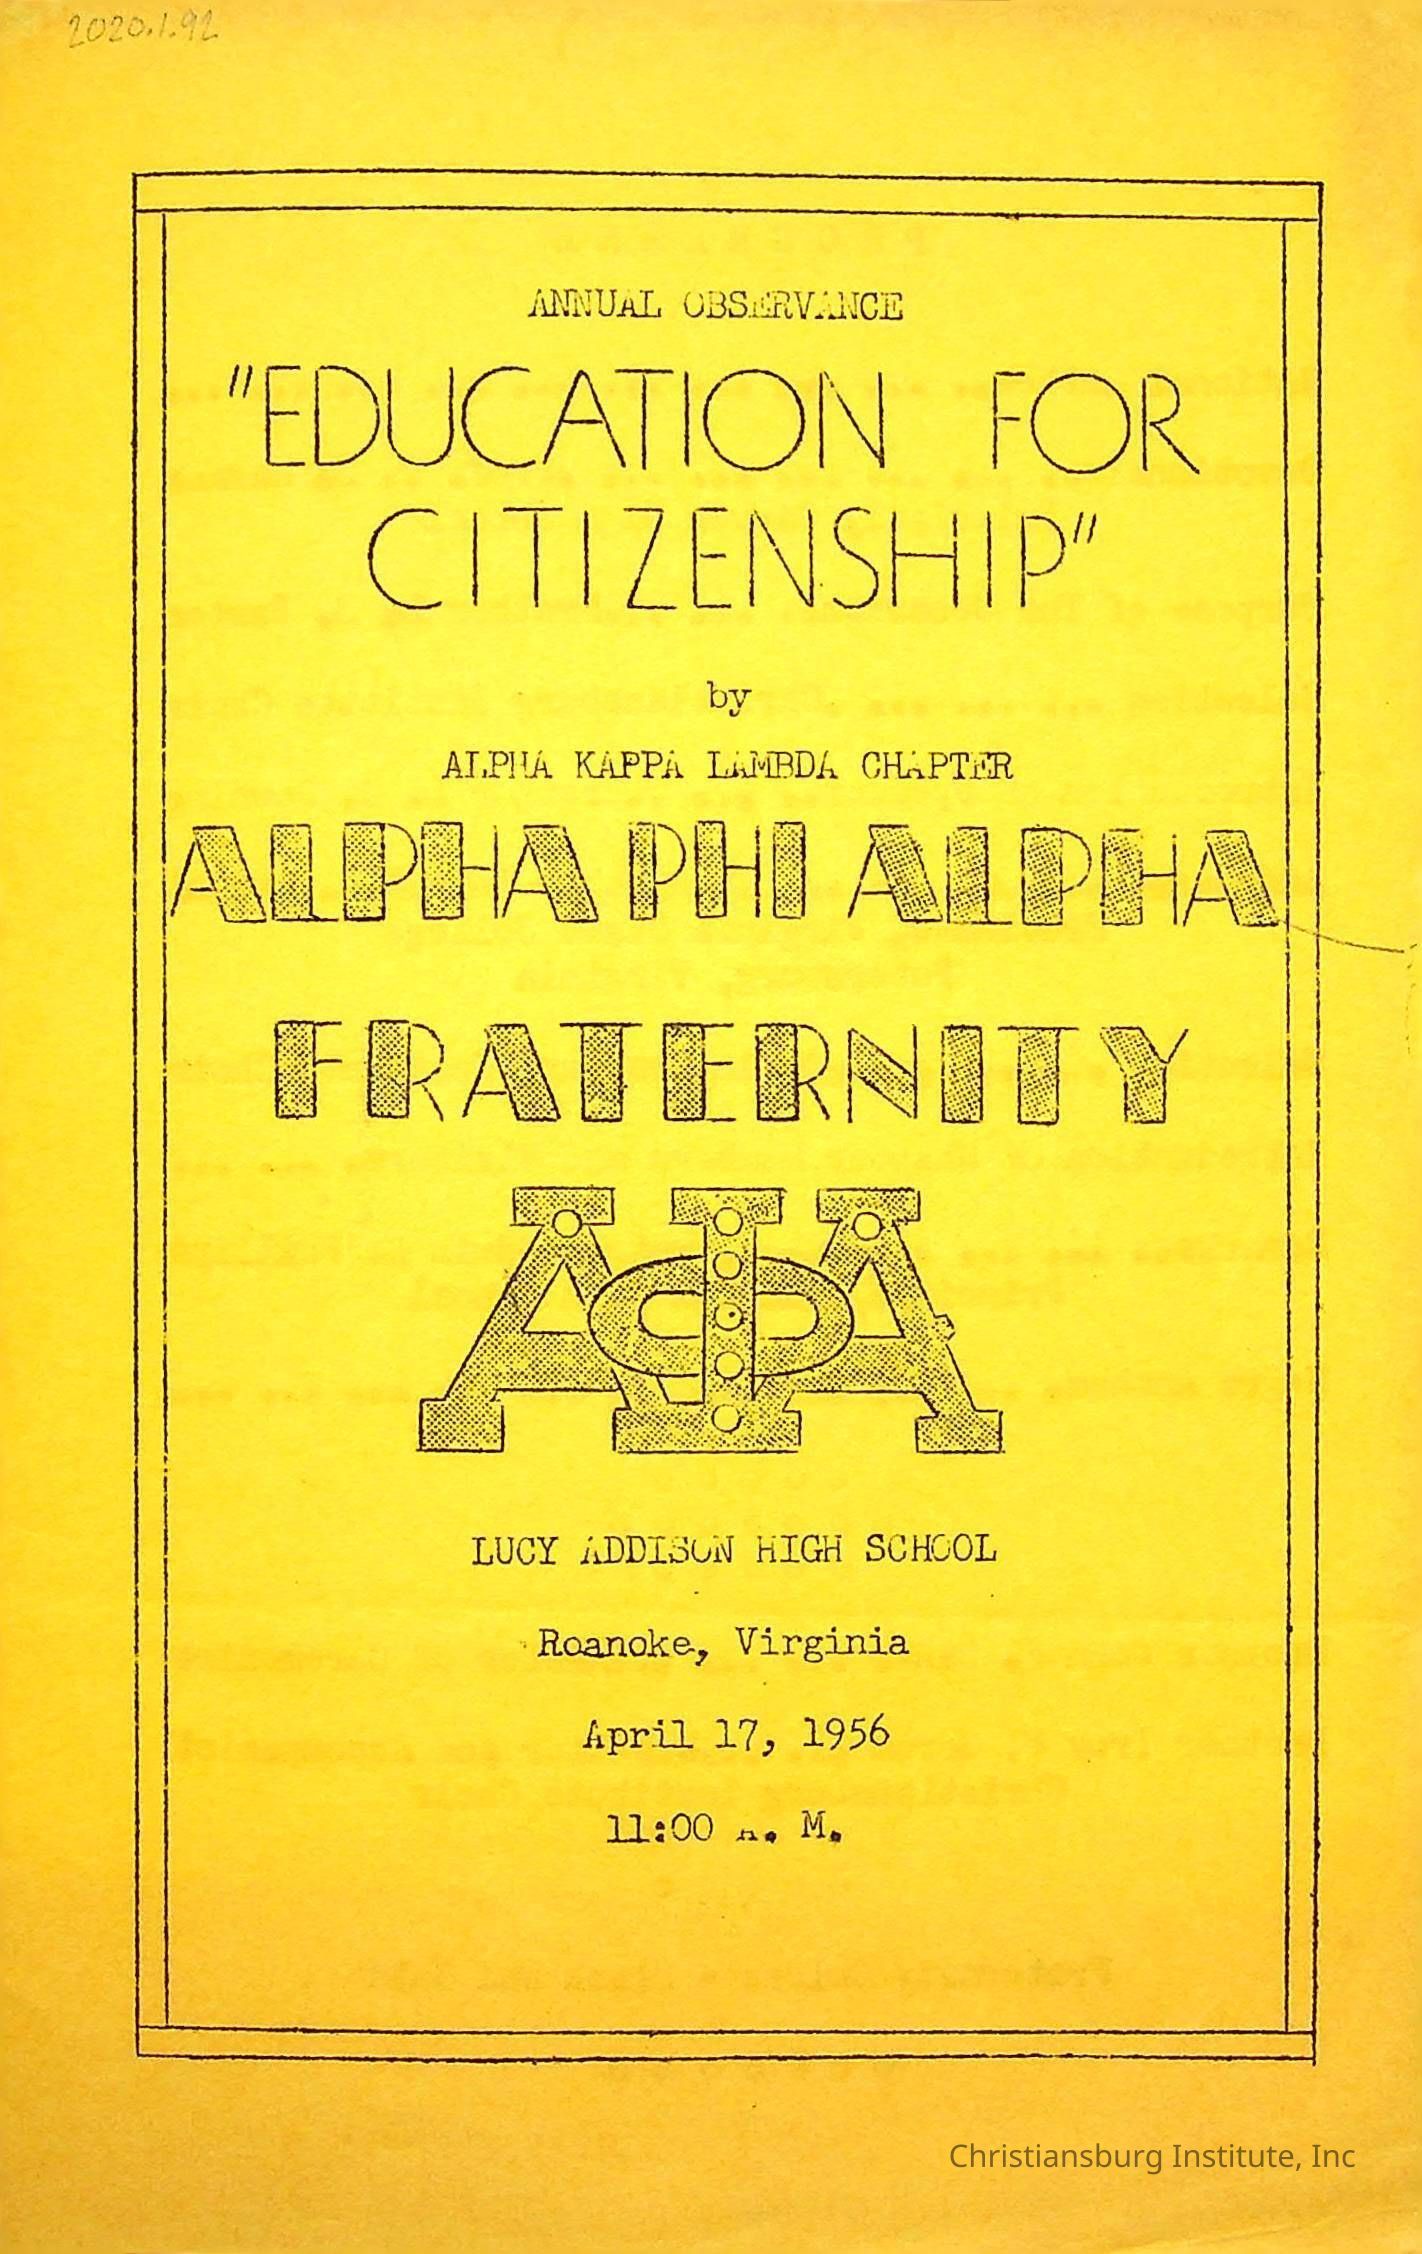 2020.1.92
ANNUAL OBSERVANCE
"EDUCATION FOR
CITIZENSHIP"
by
ALPHA KAPPA LAMBDA CHAPTER
ALPHA PHI ALPHA
FRATERNITY
ΑΦΑ
LUCY ADDISON HIGH SCHOOL
Roanoke, Virginia
April 17, 1956
11:00 A. M.
Christiansburg Institute, Inc